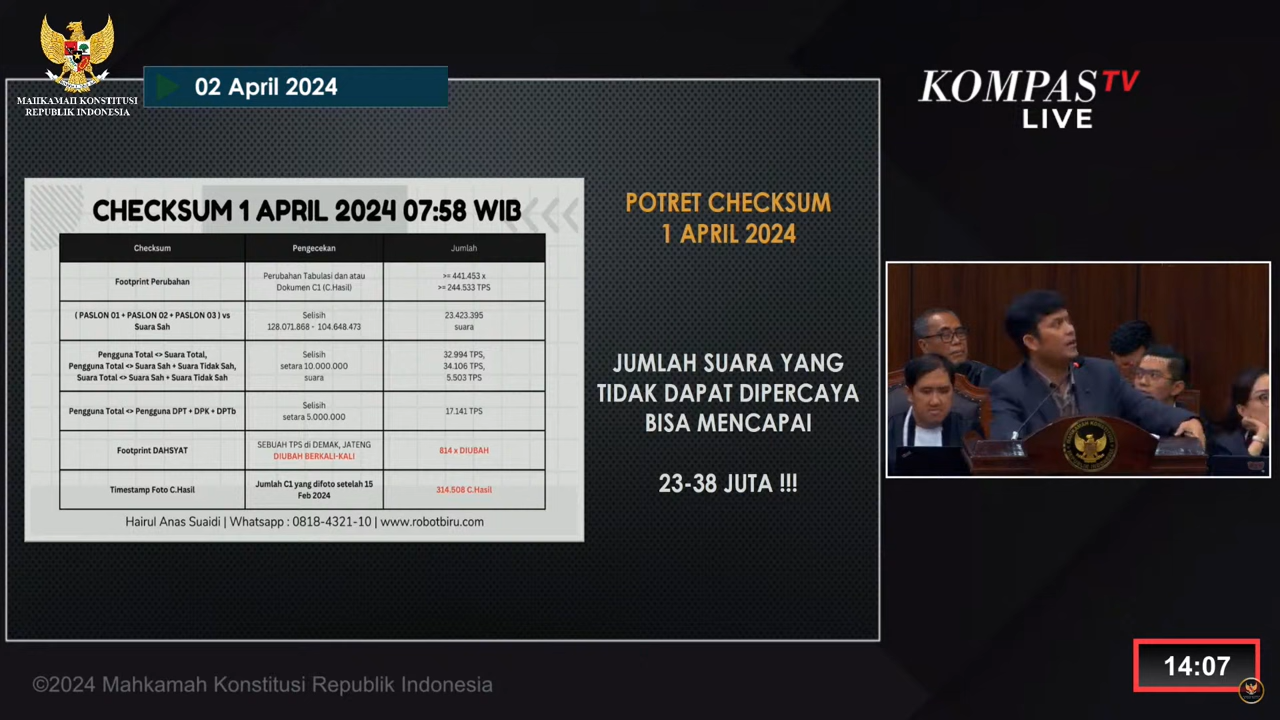 MAHKAMAH KONSTITUSI
REPUBLIK INDONESIA
02 April 2024
KOMPAS TV
LIVE
CHECKSUM 1 APRIL 2024 07:58 WIB
Checksum Pengecekan Jumlah
Footprint Perubahan
Perubahan Tabulasi dan atau
Dokumen C1 (C.Hasil)
>= 441.453 x
>= 244.533 TPS
( PASLON 01 + PASLON 02 + PASLON 03 ) vs
Suara Sah
Selisih
128.071.868 - 104.648.473
23.423.395
suara
Pengguna Total <> Suara Total,
Pengguna Total <> Suara Sah + Suara Tidak Sah,
Suara Total <> Suara Sah + Suara Tidak Sah
Selisih
setara 10.000.000
suara
32.994 TPS,
34.106 TPS,
5.503 TPS
Pengguna Total <> Pengguna DPT + DPK + DPTb
Selisih
setara 5.000.000
17.141 TPS
Footprint DAHSYAT
SEBUAH TPS di DEMAK, JATENG
DIUBAH BERKALI-KALI
814 x DIUBAH
Timestamp Foto C.Hasil
Jumlah C1 yang difoto setelah 15
Feb 2024
314.508 C.Hasil
Hairul Anas Suaidi | Whatsapp : 0818-4321-10 | www.robotbiru.com
POTRET CHECKSUM
1 APRIL 2024
JUMLAH SUARA YANG
TIDAK DAPAT DIPERCAYA
BISA MENCAPAI
23-38 JUTA !!!
14:07
©2024 Mahkamah Konstitusi Republik Indonesia